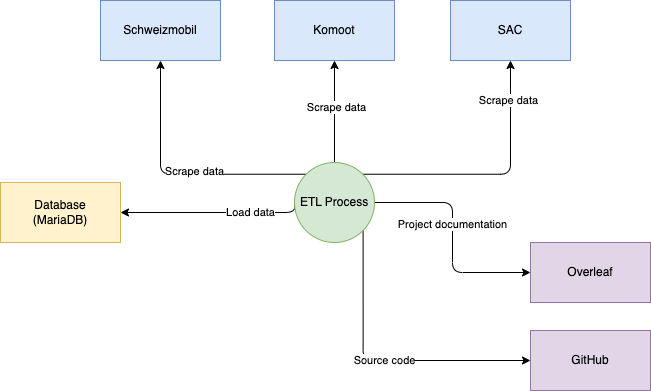 Schweizmobil
Komoot
SAC
Scrape data
Scrape data
Scrape data
ETL Process
Database
(MariaDB)
Load data
Project documentation
Overleaf
Source code
GitHub